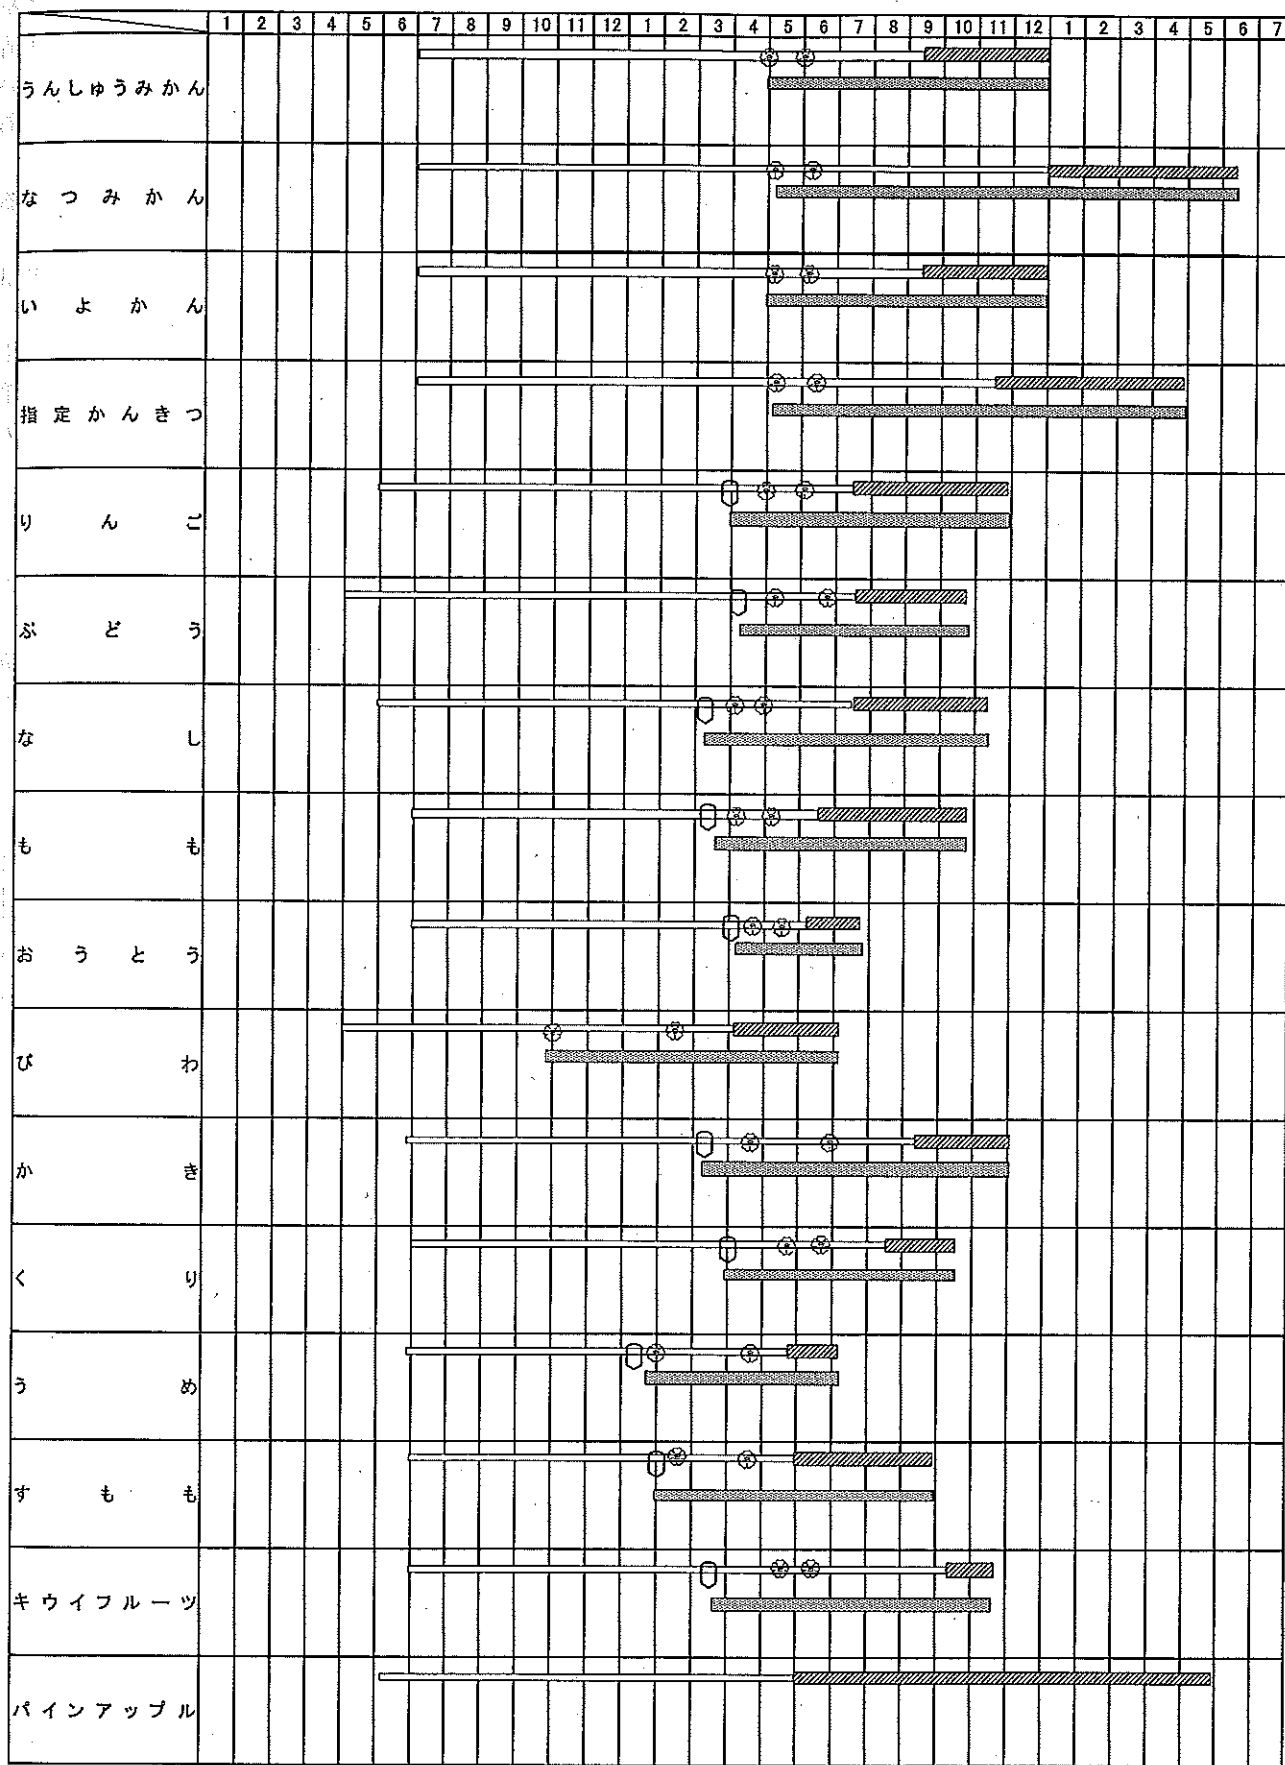 1 2 3 4 5 6 7 8 9 10 11 12 1 2 3 4 5 6 7 8 9 10 11 12 1 2 3 4 5 6 7
うんしゅうみかん
なつみかん
いよかん
指定かんきつ
りんご
ぶどう
なし
もも
おうとう
びわ
かき
くり
うめ
すもも
キウイフルーツ
パインアップル